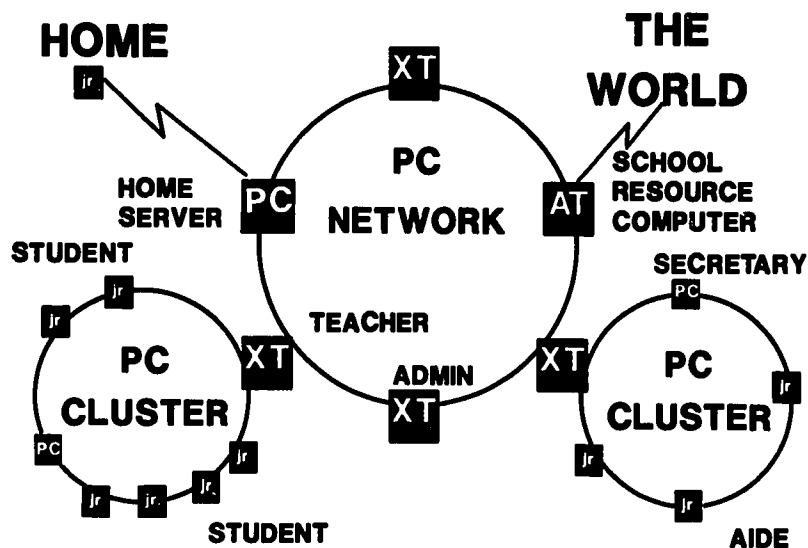 HOME
jr
XT
THE
WORLD
PC
NETWORK
HOME
SERVER
PC
AT
SCHOOL
RESOURCE
COMPUTER
STUDENT
jr
jr
PC
CLUSTER
PC
jr
jr
jr
jr
STUDENT
XT
TEACHER
ADMIN
XT
XT
SECRETARY
PC
PC
CLUSTER
jr
jr
jr
AIDE